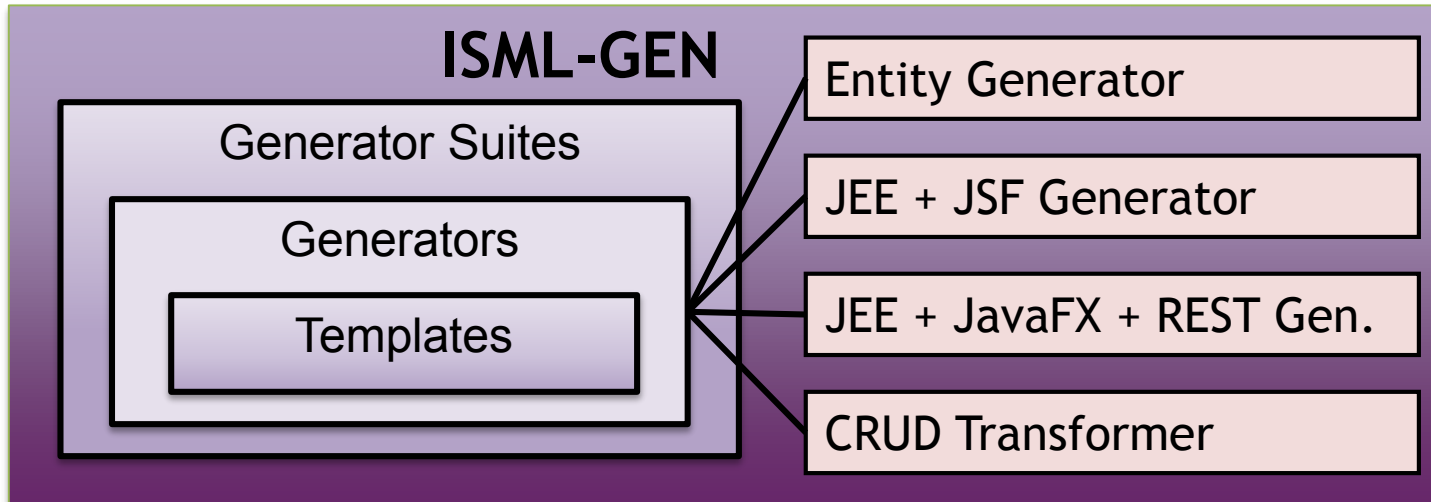 ISML-GEN
Generator Suites
Generators
Templates
Entity Generator
JEE + JSF Generator
JEE + JavaFX + REST Gen.
CRUD Transformer